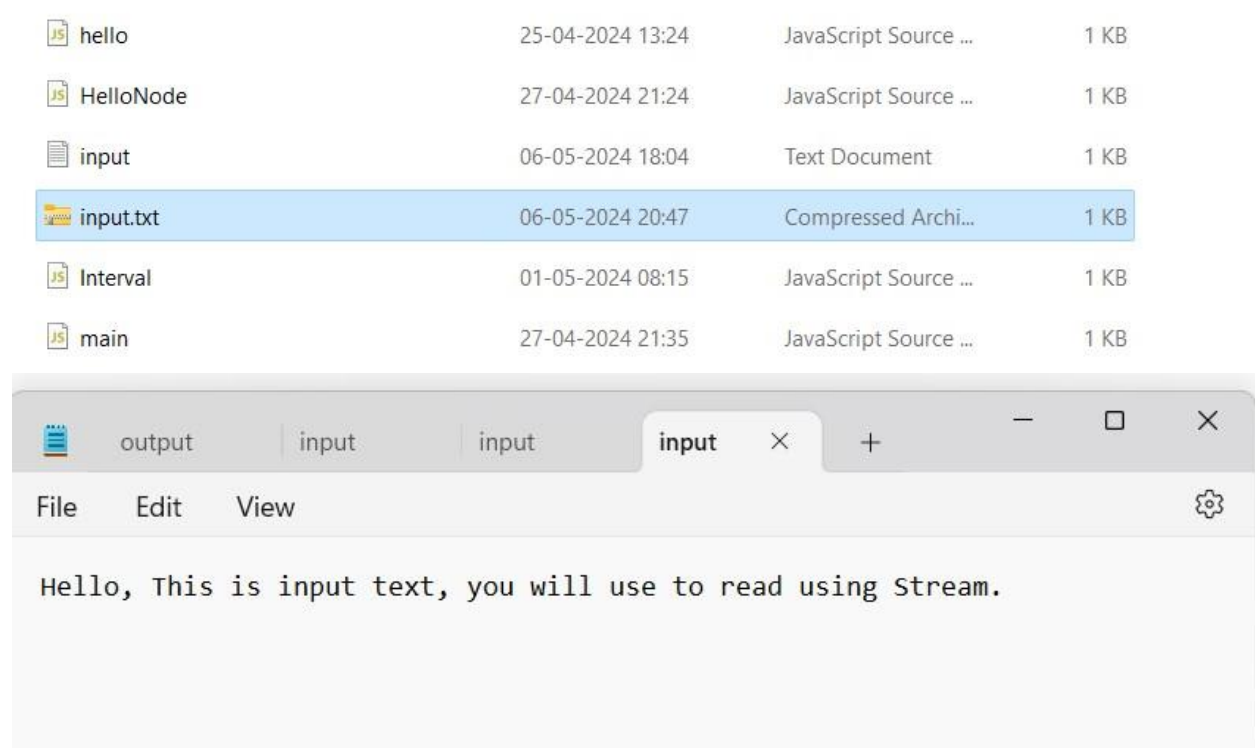 hello 25-04-2024 13:24 JavaScript Source ... 1 KB
HelloNode 27-04-2024 21:24 JavaScript Source ... 1 KB
input 06-05-2024 18:04 Text Document 1 KB
input.txt 06-05-2024 20:47 Compressed Archi... 1 KB
Interval 01-05-2024 08:15 JavaScript Source ... 1 KB
main 27-04-2024 21:35 JavaScript Source ... 1 KB
output input input input
File Edit View
Hello, This is input text, you will use to read using Stream.